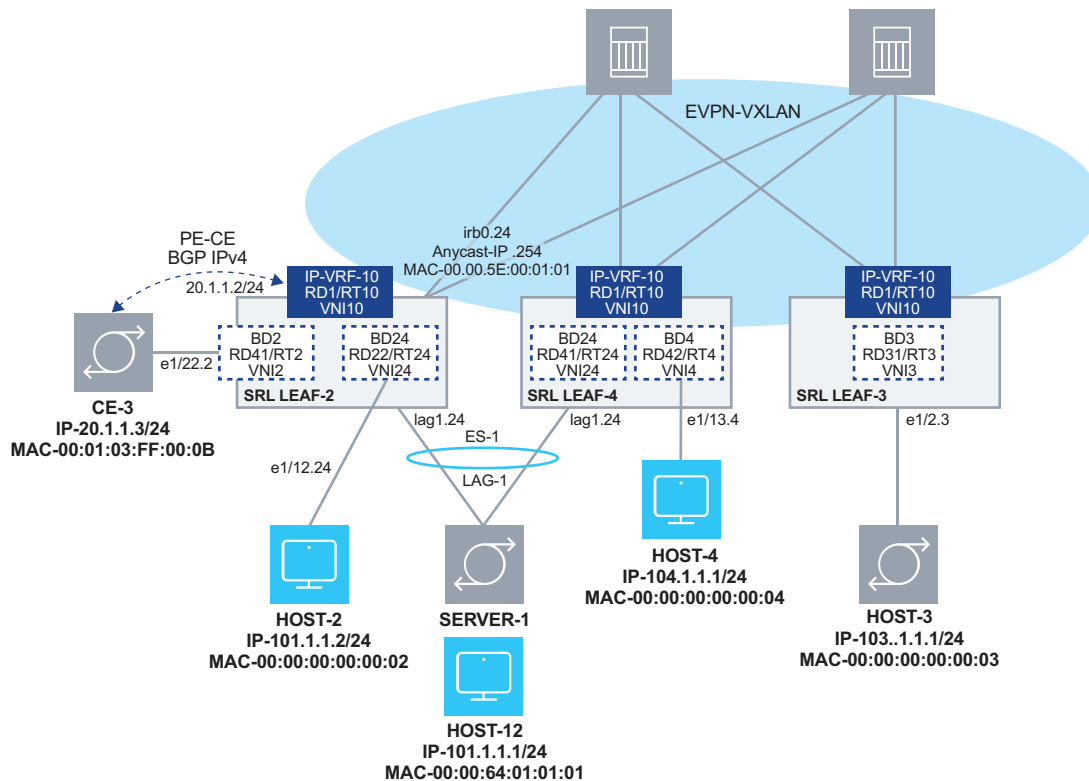 EVPN-VXLAN
PE-CE
BGP IPv4
20.1.1.2/24
irb0.24
Anycast-IP .254
MAC-00.00.5E:00:01:01
IP-VRF-10
RD1/RT10
VNI10
IP-VRF-10
RD1/RT10
VNI10
IP-VRF-10
RD1/RT10
VNI10
BD2
RD41/RT2
VNI2
BD24
RD22/RT24
VNI24
SRL LEAF-2
BD24
RD41/RT24
VNI24
BD4
RD42/RT4
VNI4
SRL LEAF-4
BD3
RD31/RT3
VNI3
SRL LEAF-3
e1/22.2
CE-3
IP-20.1.1.3/24
MAC-00:01:03:FF:00:0B
lag1.24
ES-1
lag1.24
e1/13.4
e1/2.3
e1/12.24
LAG-1
HOST-2
IP-101.1.1.2/24
MAC-00:00:00:00:00:02
SERVER-1
HOST-12
IP-101.1.1.1/24
MAC-00:00:64:01:01:01
HOST-4
IP-104.1.1.1/24
MAC-00:00:00:00:00:04
HOST-3
IP-103..1.1.1/24
MAC-00:00:00:00:00:03